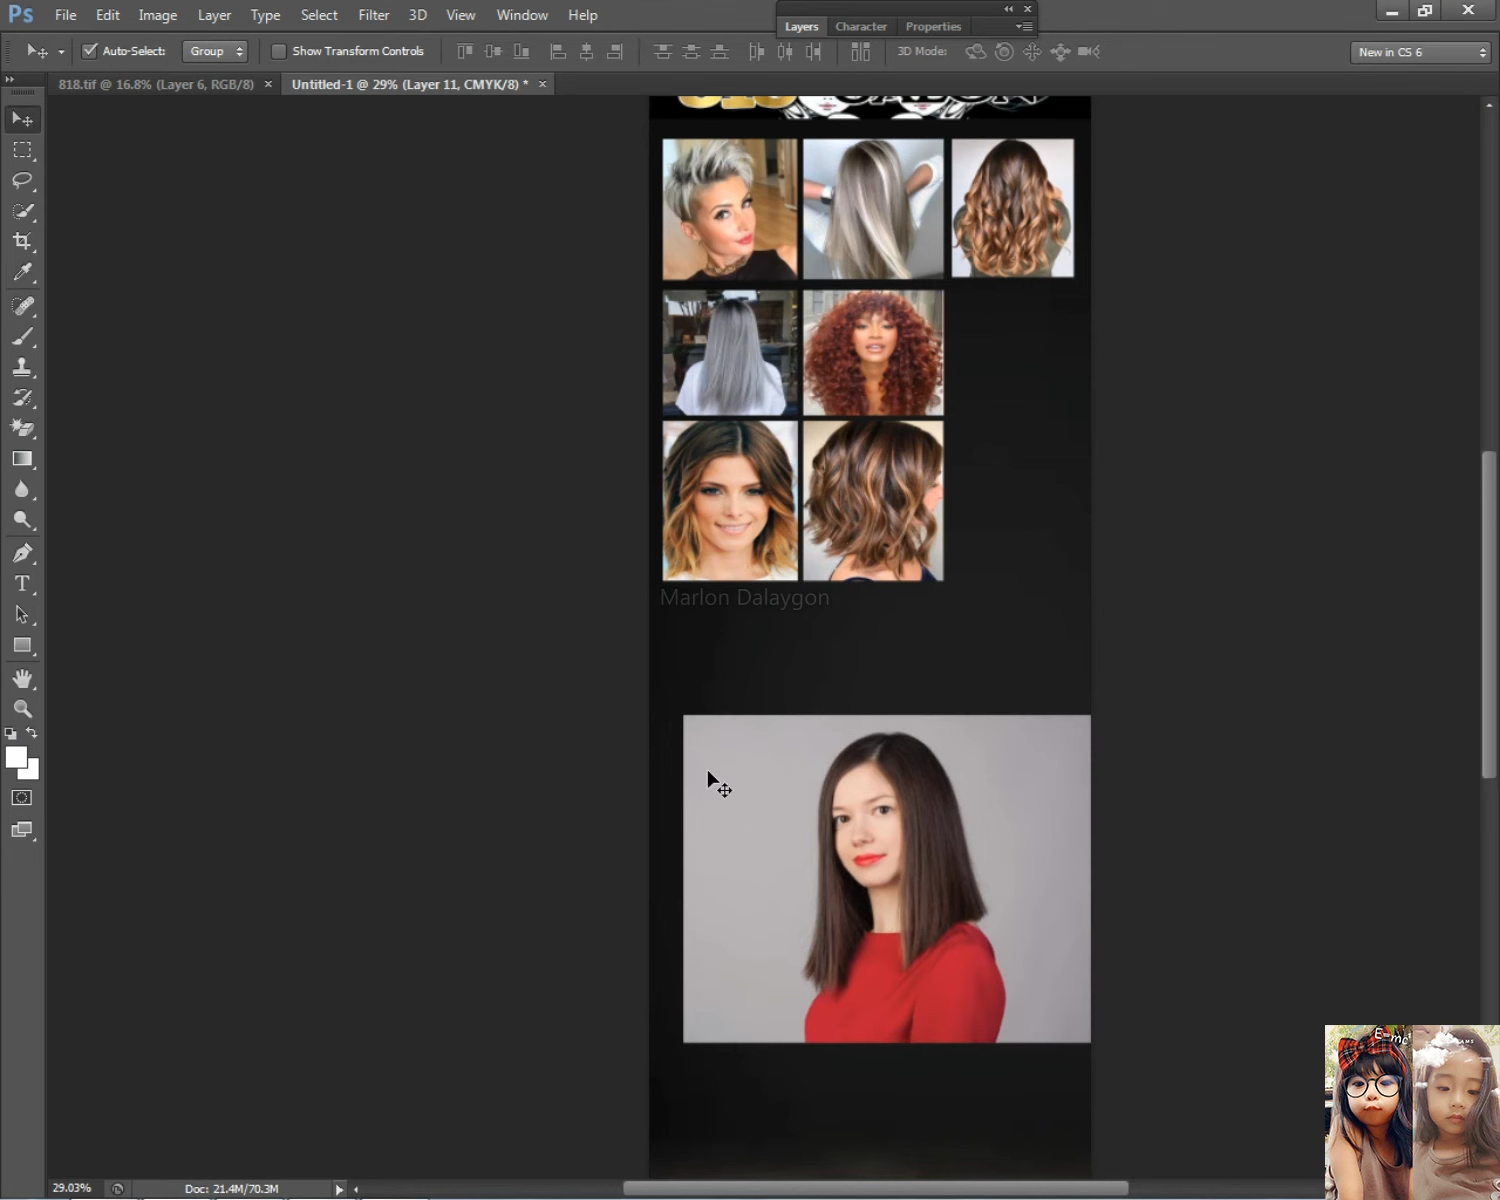 Ps File Edit Image Layer Type Select Filter 3D View Window Help
Layers Character Properties
Auto-Select: Group Show Transform Controls 3D Mode: New in CS 6
818.tif @ 16.8% (Layer 6, RGB/8) × Untitled-1 @ 29% (Layer 11, CMYK/8) * ×
Marlon Dalaygon
E=mc²
29.03% Doc: 21.4M/70.3M